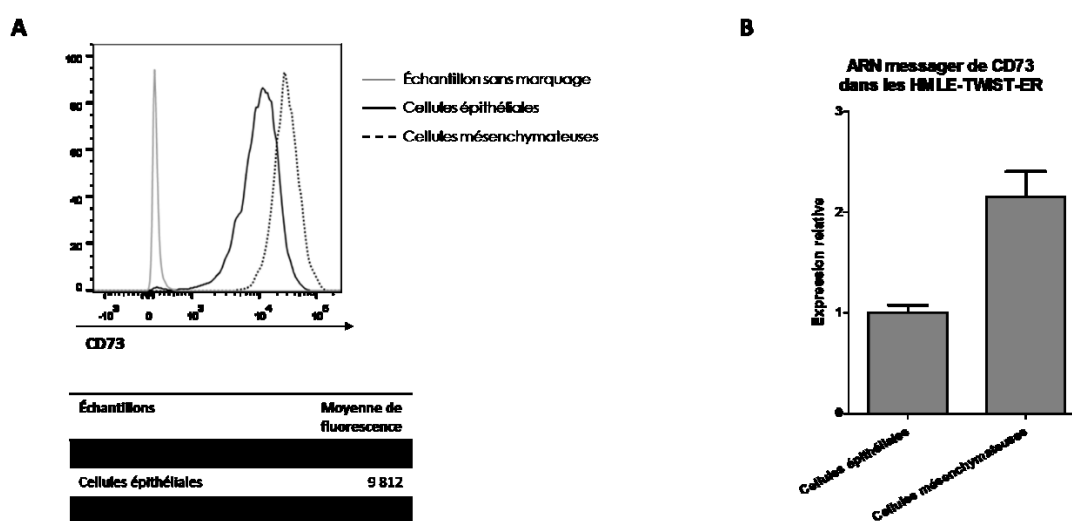 A
100
80
60
40
20
0
-10³ 0 10³ 10⁴ 10⁵
CD73
Échantillon sans marquage
Cellules épithéliales
Cellules mésenchymateuses
Échantillons Moyenne de fluorescence
Cellules épithéliales 9 812
B
ARN messager de CD73
dans les HMLE-TWIST-ER
Expression relative
3
2
1
0
Cellules épithéliales
Cellules mésenchymateuses